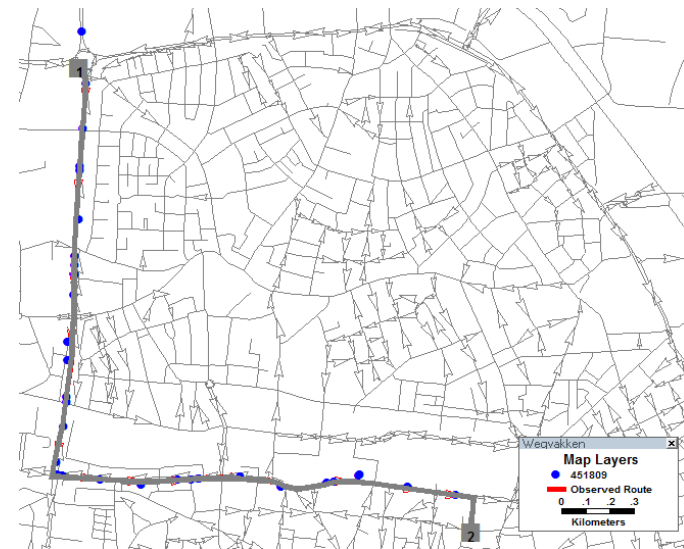 1
Wegvakken
Map Layers
451809
Observed Route
0 .1 .2 .3
Kilometers
2